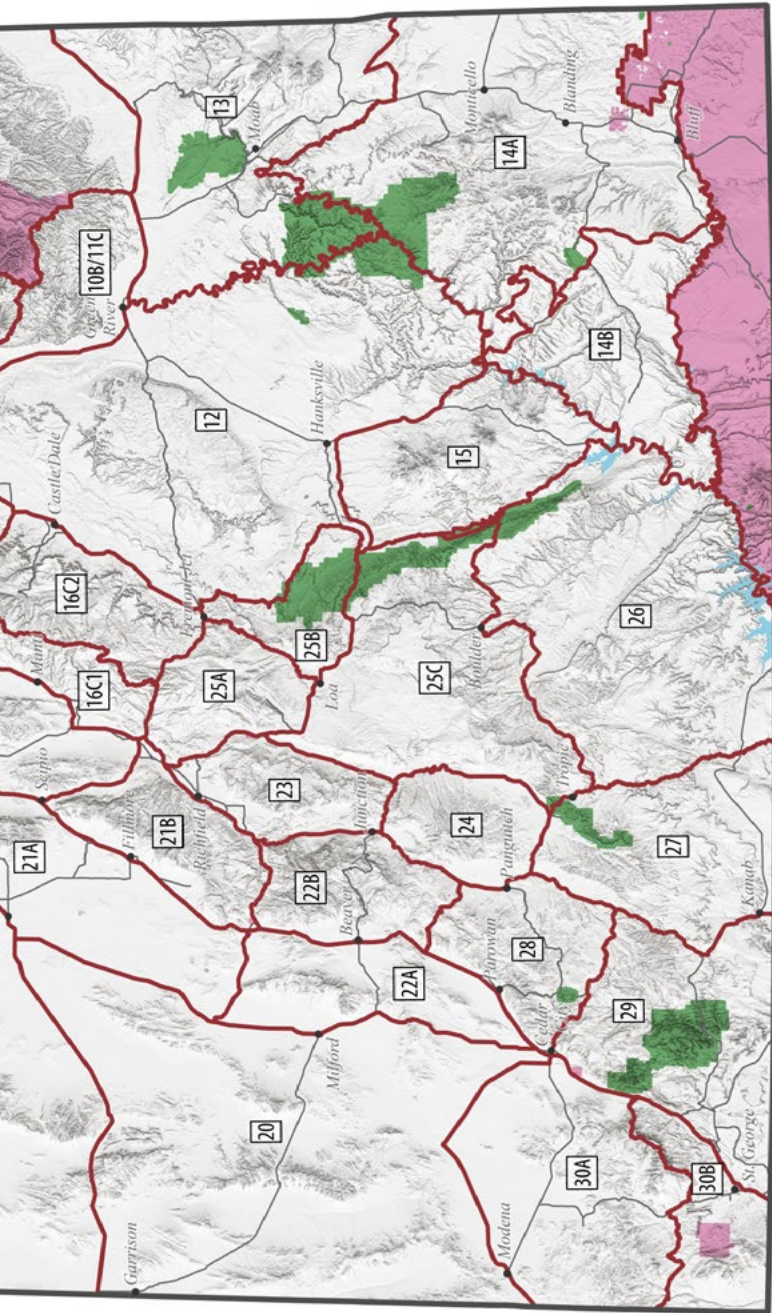 21A
Scipio
Manti
Castle Dale
16C2
16C1
Green
River
10B/11C
Garrison
Fillmore
21B
Fremont Jct
Richfield
12
13
25A
Moab
20
23
22B
25B
Hanksville
Milford
Loa
Beaver
Junction
22A
25C
15
24
Monticello
Boulder
Parowan
Modena
Panguitch
14A
28
Cedar
Tropic
Blanding
30A
14B
29
26
27
Bluff
30B
St. George
Kanab